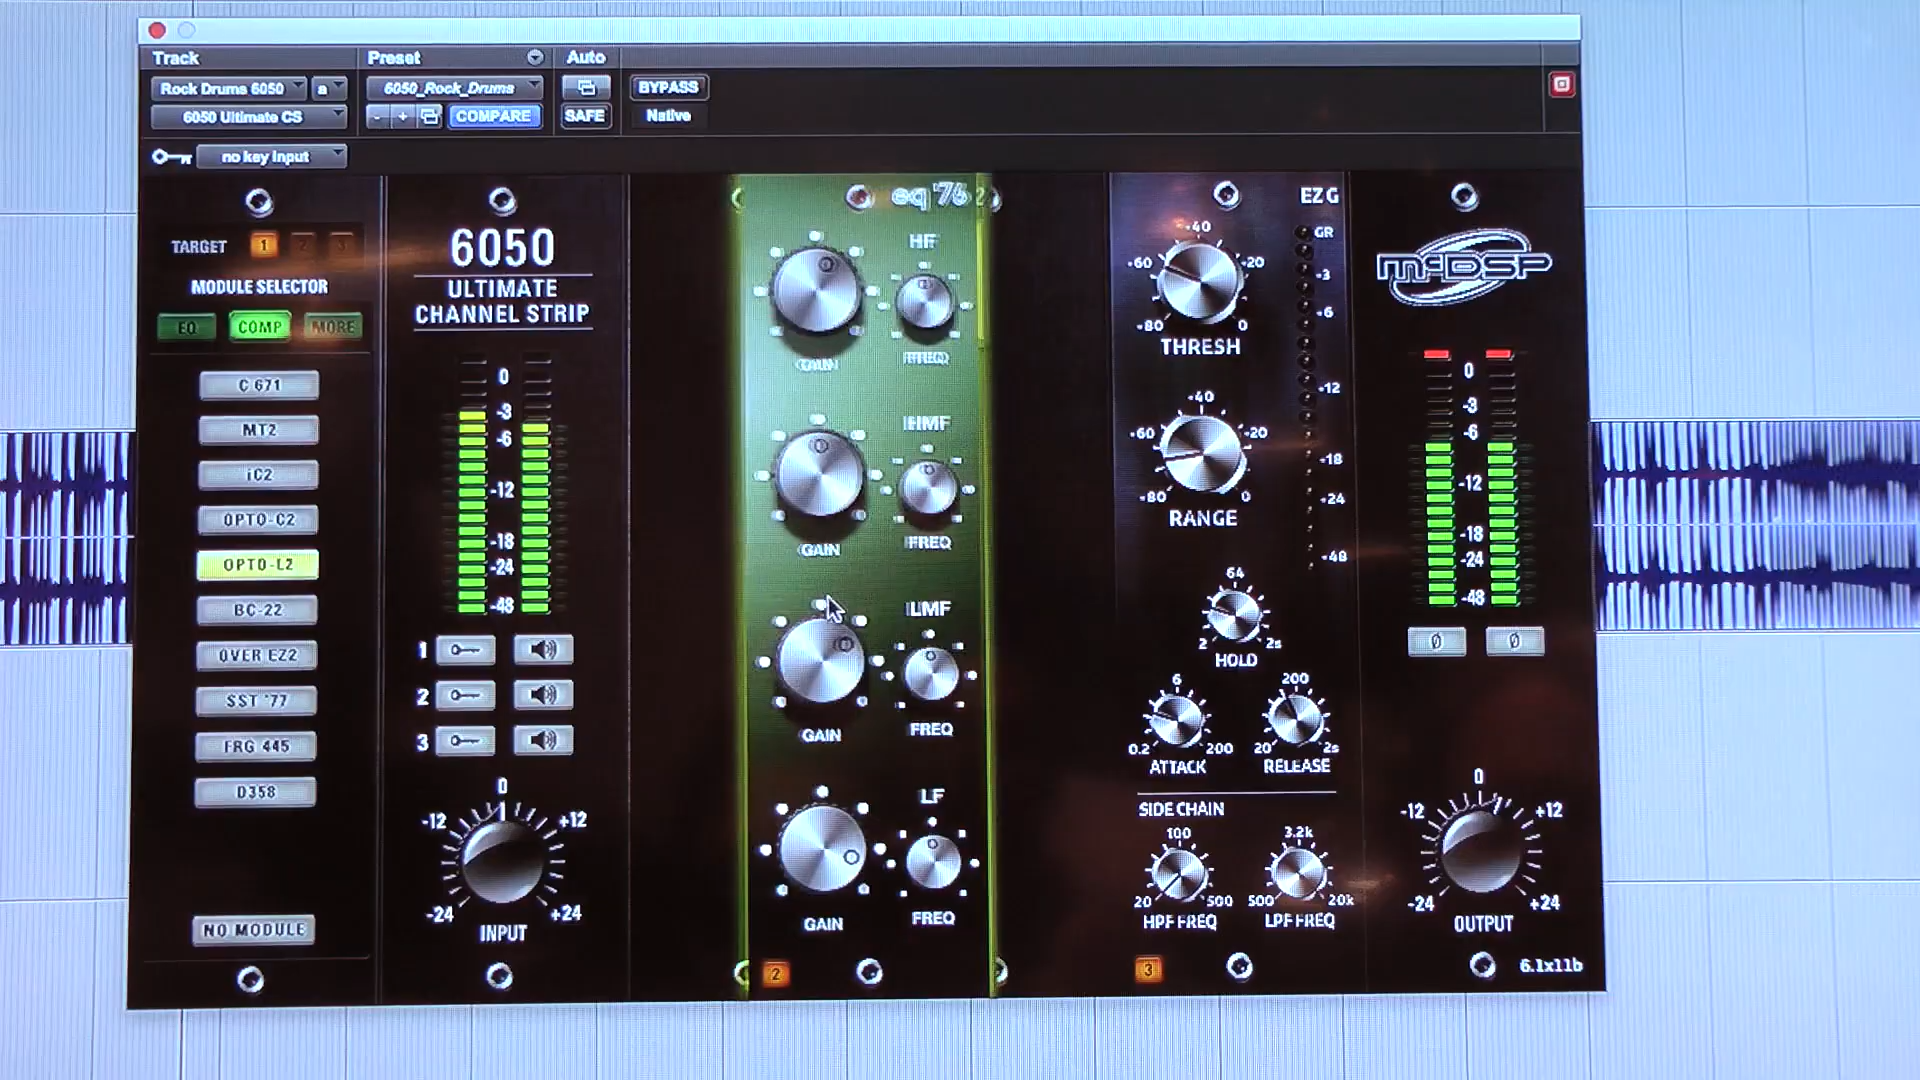 Track
Preset
Auto
Rock Drums 6050
a
6050_Rock_Drums
BYPASS
6050 Ultimate CS
- +
COMPARE
SAFE
Native
no key input
TARGET 1 2 3
MODULE SELECTOR
EQ
COMP
MORE
C 671
MT2
iC2
OPTO-C2
OPTO-L2
BC-22
OVER EZ2
SST '77
FRG 445
D358
NO MODULE
6050
ULTIMATE
CHANNEL STRIP
0
-3
-6
-12
-18
-24
-48
1
2
3
0
-12
+12
-24
+24
INPUT
eq '76
HF
GAIN
FREQ
HMF
GAIN
FREQ
LMF
GAIN
FREQ
LF
GAIN
FREQ
2
EZ G
-40
-60
-20
-80
0
THRESH
GR
-3
-6
-12
-18
-24
-48
-40
-60
-20
-80
0
RANGE
64
2
2s
HOLD
6
0.2
200
ATTACK
200
20
2s
RELEASE
SIDE CHAIN
100
20
500
HPF FREQ
3.2k
500
20k
LPF FREQ
3
McDSP
0
-3
-6
-12
-18
-24
-48
Ø
Ø
0
-12
+12
-24
+24
OUTPUT
6.1x11b